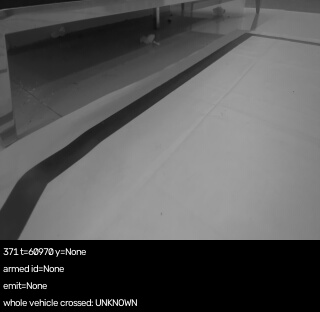 371 t=60970 y=None
armed id=None
emit=None
whole vehicle crossed: UNKNOWN